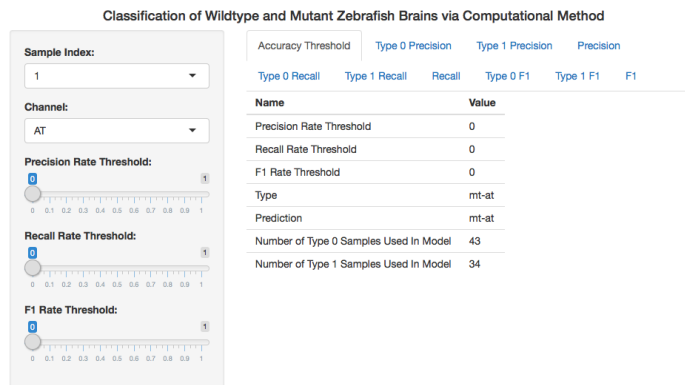 Classification of Wildtype and Mutant Zebrafish Brains via Computational Method
Sample Index:
1
Channel:
AT
Precision Rate Threshold:
0 1
0 0.1 0.2 0.3 0.4 0.5 0.6 0.7 0.8 0.9 1
Recall Rate Threshold:
0 1
0 0.1 0.2 0.3 0.4 0.5 0.6 0.7 0.8 0.9 1
F1 Rate Threshold:
0 1
0 0.1 0.2 0.3 0.4 0.5 0.6 0.7 0.8 0.9 1
Accuracy Threshold Type 0 Precision Type 1 Precision Precision
Type 0 Recall Type 1 Recall Recall Type 0 F1 Type 1 F1 F1
Name Value
Precision Rate Threshold 0
Recall Rate Threshold 0
F1 Rate Threshold 0
Type mt-at
Prediction mt-at
Number of Type 0 Samples Used In Model 43
Number of Type 1 Samples Used In Model 34